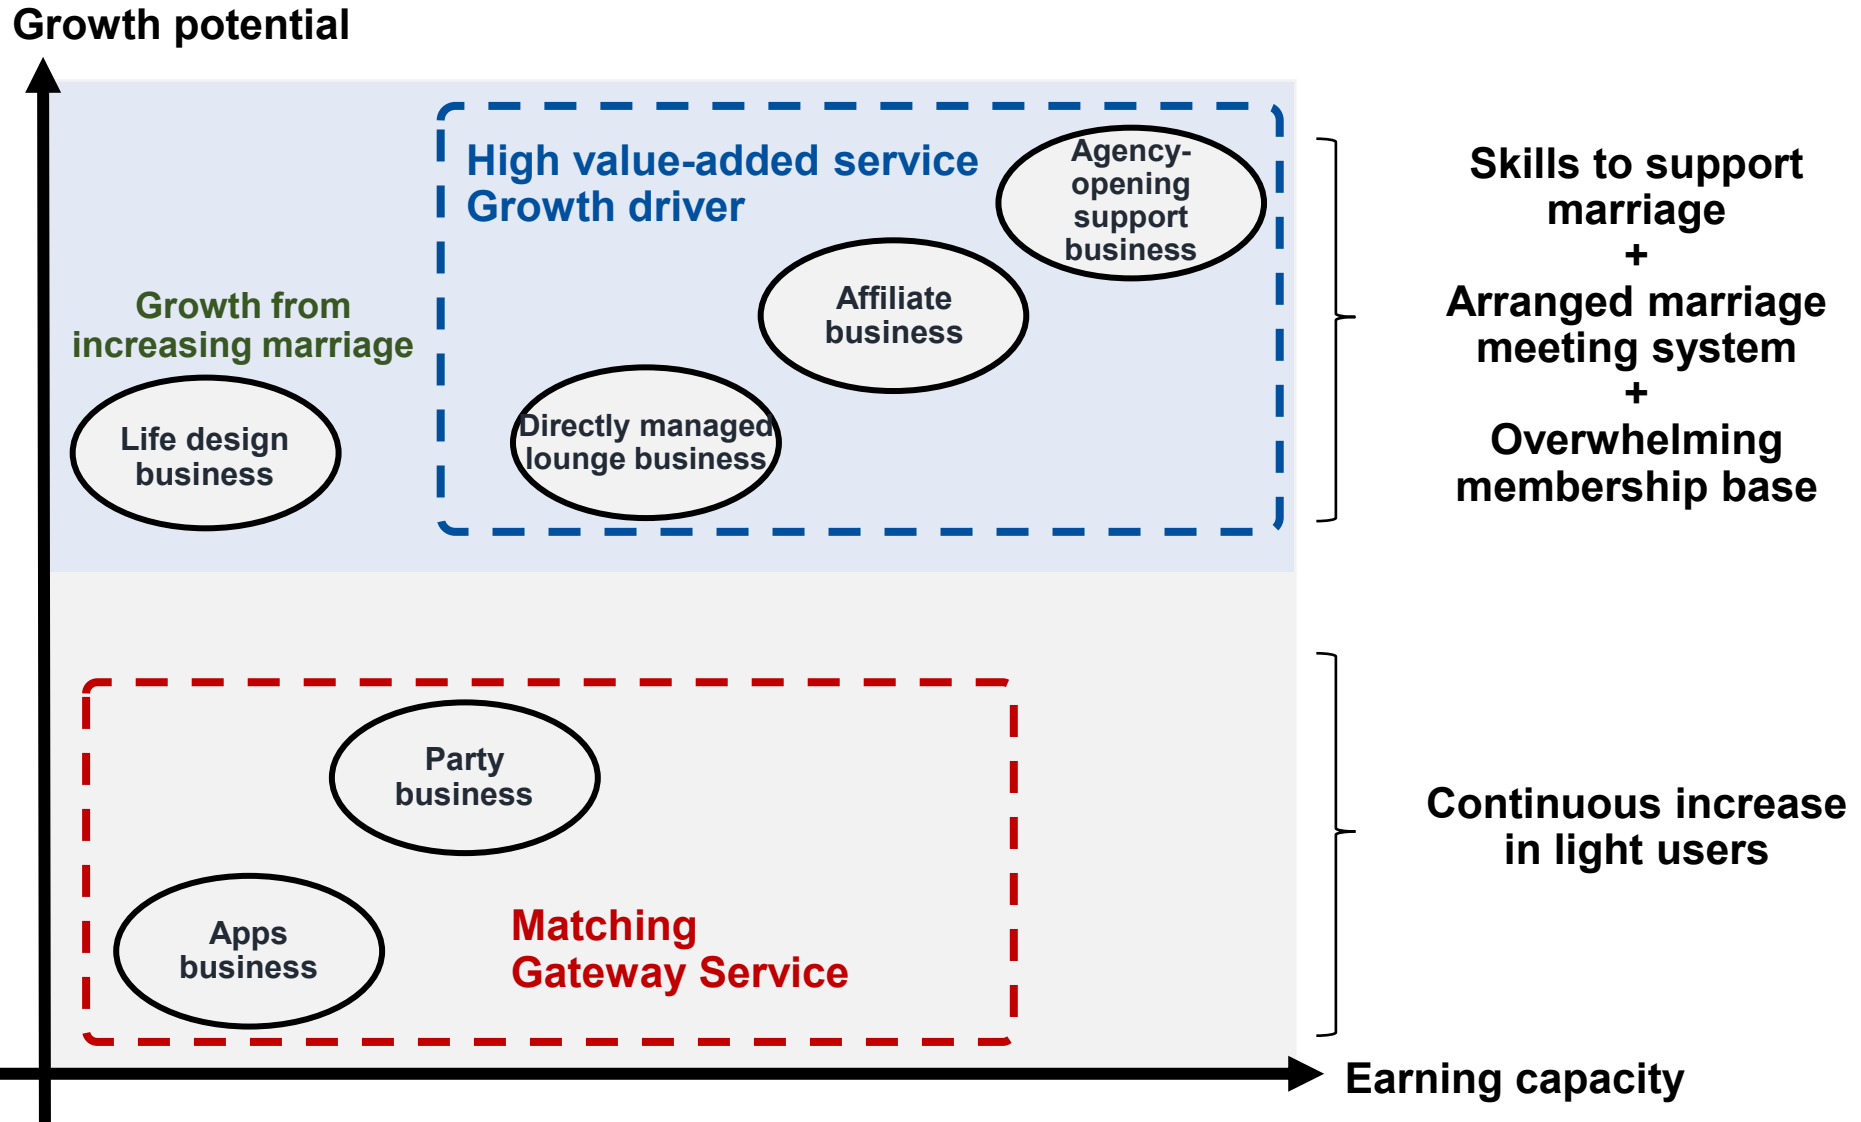 Growth potential
High value-added service
Growth driver
Agency-
opening
support
business
Affiliate
business
Growth from
increasing marriage
Directly managed
lounge business
Life design
business
Skills to support
marriage
+
Arranged marriage
meeting system
+
Overwhelming
membership base
Party
business
Apps
business
Matching
Gateway Service
Continuous increase
in light users
Earning capacity